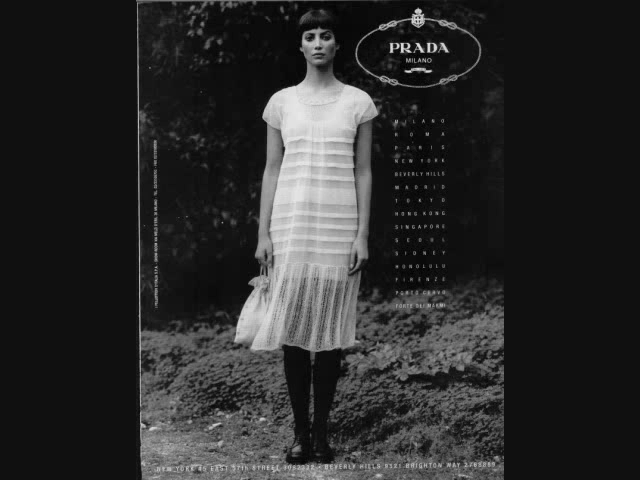 PRADA
MILANO
MILANO
ROMA
PARIS
NEW YORK
BEVERLY HILLS
MADRID
TOKYO
HONG KONG
SINGAPORE
SEOUL
SIDNEY
HONOLULU
FIRENZE
PORTO CERVO
FORTE DEI MARMI
NEW YORK 45 EAST 57TH STREET • BEVERLY HILLS BRIGHTON WAY